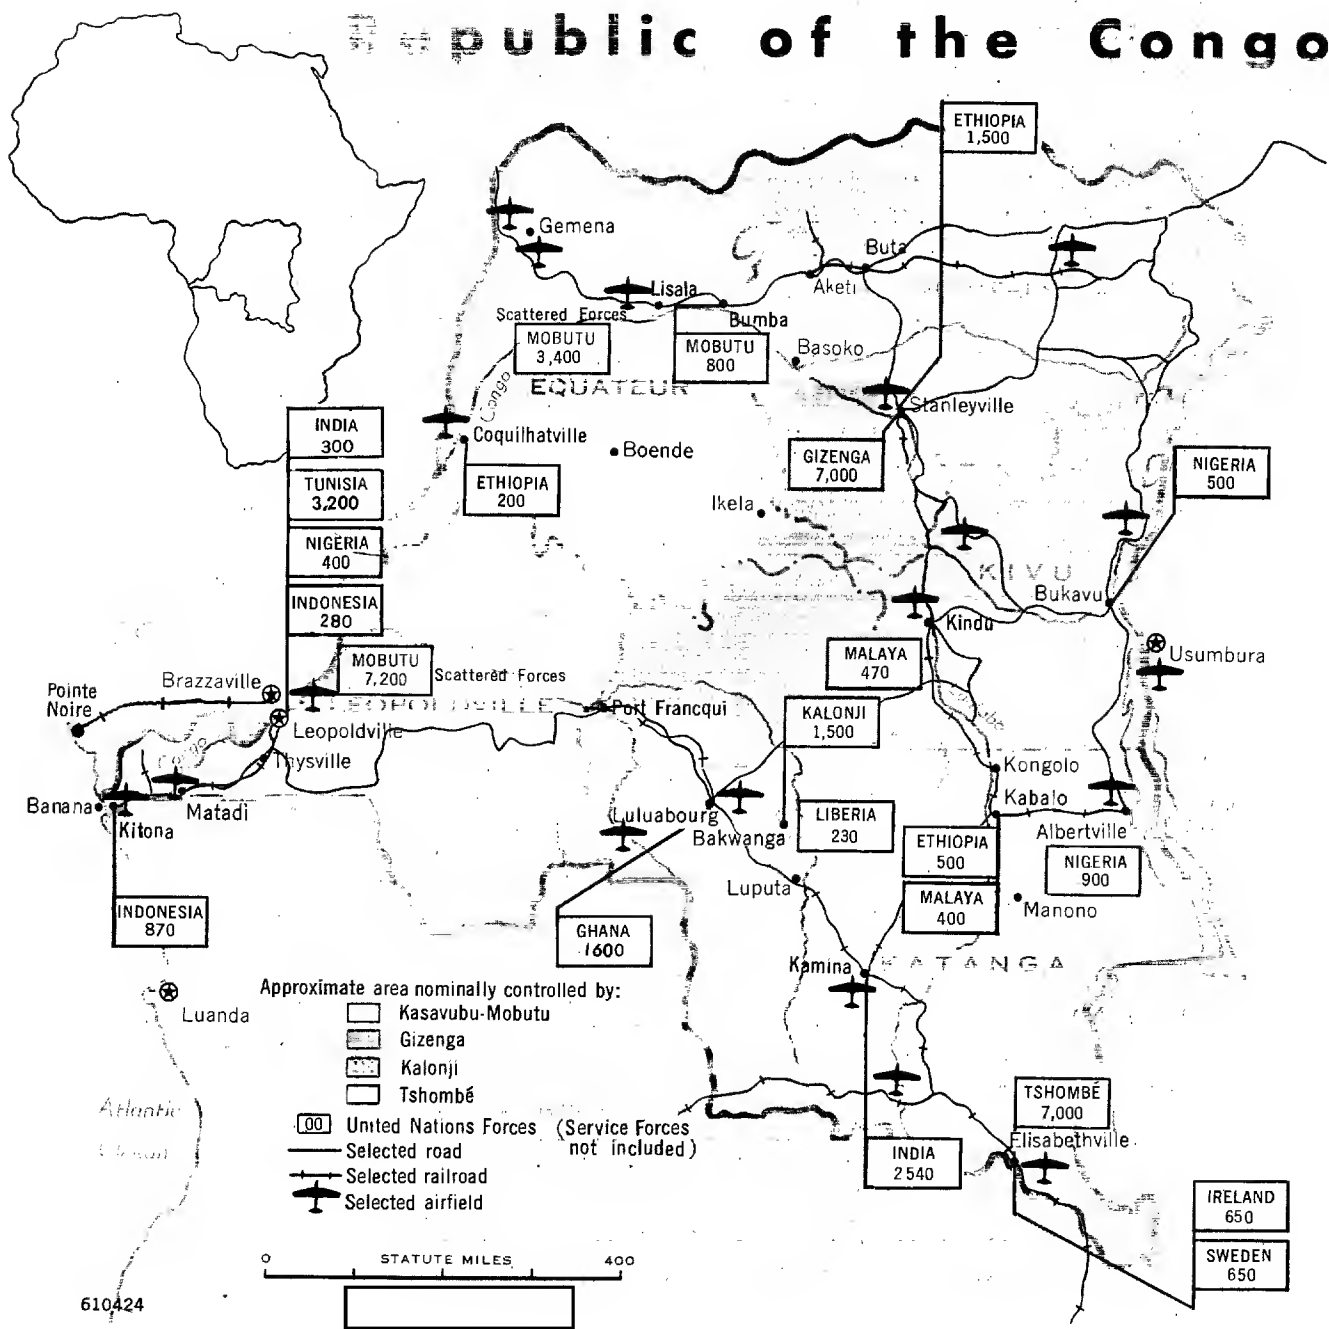 Republic of the Congo
ETHIOPIA
1,500
Gemena
Buta
Aketi
Lisala
Bumba
Scattered Forces
MOBUTU
3,400
MOBUTU
800
Basoko
EQUATEUR
Congo
Stanleyville
Coquilhatville
Boende
GIZENGA
7,000
NIGERIA
500
INDIA
300
TUNISIA
3,200
NIGERIA
400
INDONESIA
280
ETHIOPIA
200
Ikela
KIVU
Bukavu
Kindu
Usumbura
MOBUTU
7,200
Scattered Forces
MALAYA
470
Brazzaville
Pointe
Noire
LEOPOLDVILLE
Leopoldville
Port Francqui
KALONJI
1,500
Thysville
Kongolo
Banana
Kitona
Matadi
Luluabourg
Bakwanga
LIBERIA
230
Kabalo
Albertville
ETHIOPIA
500
NIGERIA
900
MALAYA
400
Luputa
Manono
INDONESIA
870
GHANA
1600
Kamina
KATANGA
Luanda
Approximate area nominally controlled by:
Kasavubu-Mobutu
Gizenga
Kalonji
Tshombé
00 United Nations Forces (Service Forces
not included)
Selected road
Selected railroad
Selected airfield
Atlantic
Ocean
TSHOMBÉ
7,000
Elisabethville
INDIA
2540
IRELAND
650
SWEDEN
650
0 STATUTE MILES 400
610424